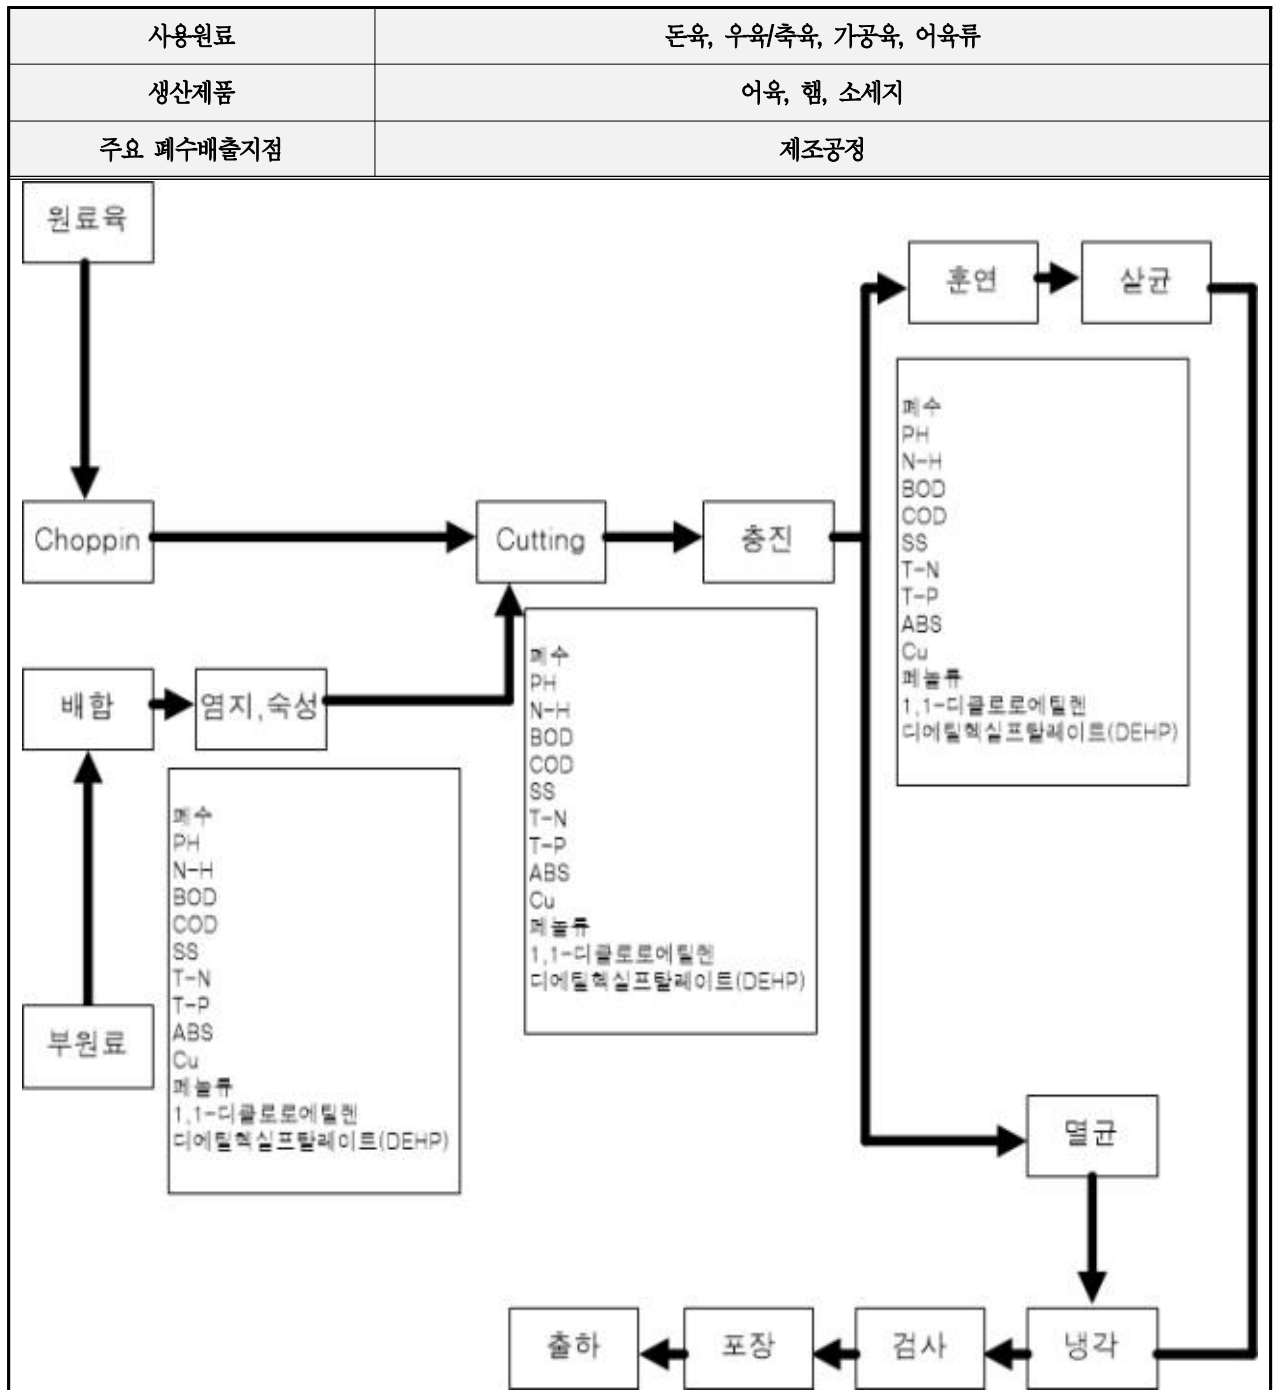 사용원료
돈육, 우육/축육, 가공육, 어육류
생산제품
어육, 햄, 소세지
주요 폐수배출지점
제조공정
원료육
훈연
살균
폐수
PH
N-H
BOD
COD
SS
T-N
T-P
ABS
Cu
페놀류
1,1-디클로로에틸렌
디에틸헥실프탈레이트(DEHP)
Choppin
Cutting
충진
폐수
PH
N-H
BOD
COD
SS
T-N
T-P
ABS
Cu
페놀류
1,1-디클로로에틸렌
디에틸헥실프탈레이트(DEHP)
배합
염지,숙성
폐수
PH
N-H
BOD
COD
SS
T-N
T-P
ABS
Cu
페놀류
1,1-디클로로에틸렌
디에틸헥실프탈레이트(DEHP)
부원료
멸균
출하
포장
검사
냉각